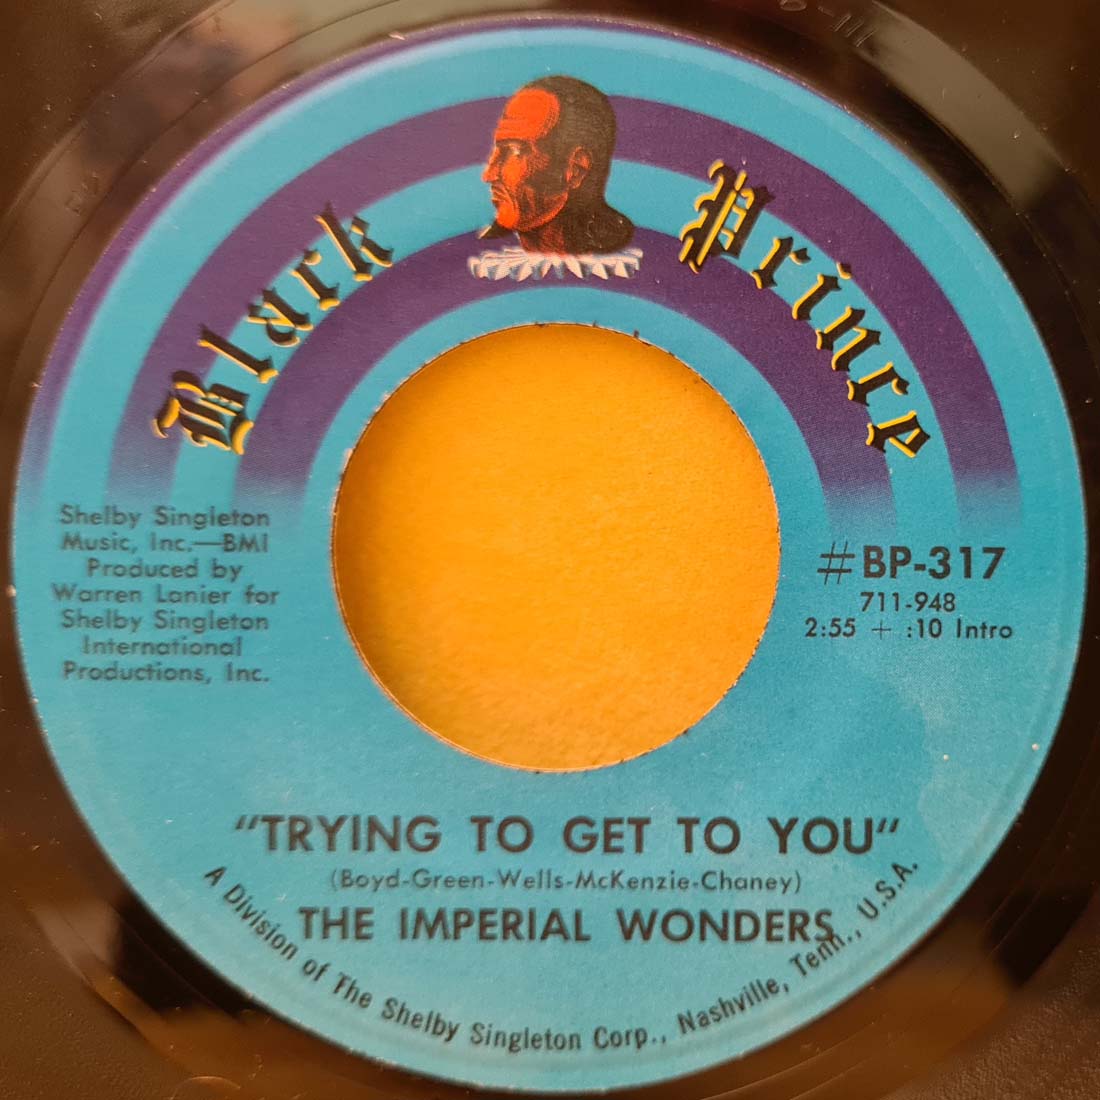 Black Prince
Shelby Singleton
Music, Inc.—BMI
Produced by
Warren Lanier for
Shelby Singleton
International
Productions, Inc.
#BP-317
711-948
2:55 + :10 Intro
"TRYING TO GET TO YOU"
(Boyd-Green-Wells-McKenzie-Chaney)
THE IMPERIAL WONDERS
A Division of The Shelby Singleton Corp., Nashville, Tenn., U.S.A.